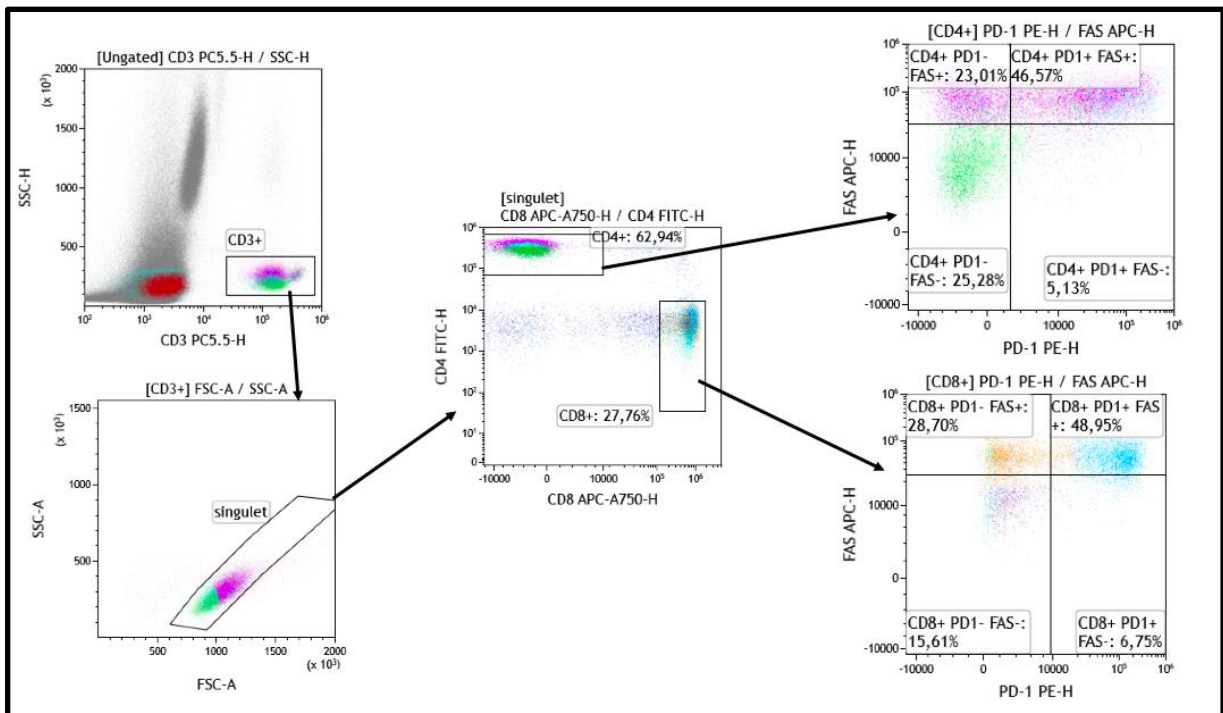 [Ungated] CD3 PC5.5-H / SSC-H
(x 10³)
2000
1500
1000
500
SSC-H
CD3+
10² 10³ 10⁴ 10⁵ 10⁶
CD3 PC5.5-H
[CD3+] FSC-A / SSC-A
(x 10³)
1500
1000
500
SSC-A
singulet
500 1000 1500 2000
(x 10³)
FSC-A
[singulet]
CD8 APC-A750-H / CD4 FITC-H
10⁶
10⁵
10⁴
10³
10²
10¹
0
CD4 FITC-H
CD4+: 62,94%
CD8+: 27,76%
-10000 0 10000 10⁵ 10⁶
CD8 APC-A750-H
[CD4+] PD-1 PE-H / FAS APC-H
10⁶
10⁵
10000
0
-10000
FAS APC-H
CD4+ PD1-
FAS+: 23,01%
CD4+ PD1+ FAS+:
46,57%
CD4+ PD1-
FAS-: 25,28%
CD4+ PD1+ FAS-:
5,13%
-10000 0 10000 10⁵ 10⁶
PD-1 PE-H
[CD8+] PD-1 PE-H / FAS APC-H
10⁶
10⁵
10000
0
-10000
FAS APC-H
CD8+ PD1- FAS+:
28,70%
CD8+ PD1+ FAS
+: 48,95%
CD8+ PD1- FAS-:
15,61%
CD8+ PD1+
FAS-: 6,75%
-10000 0 10000 10⁵ 10⁶
PD-1 PE-H